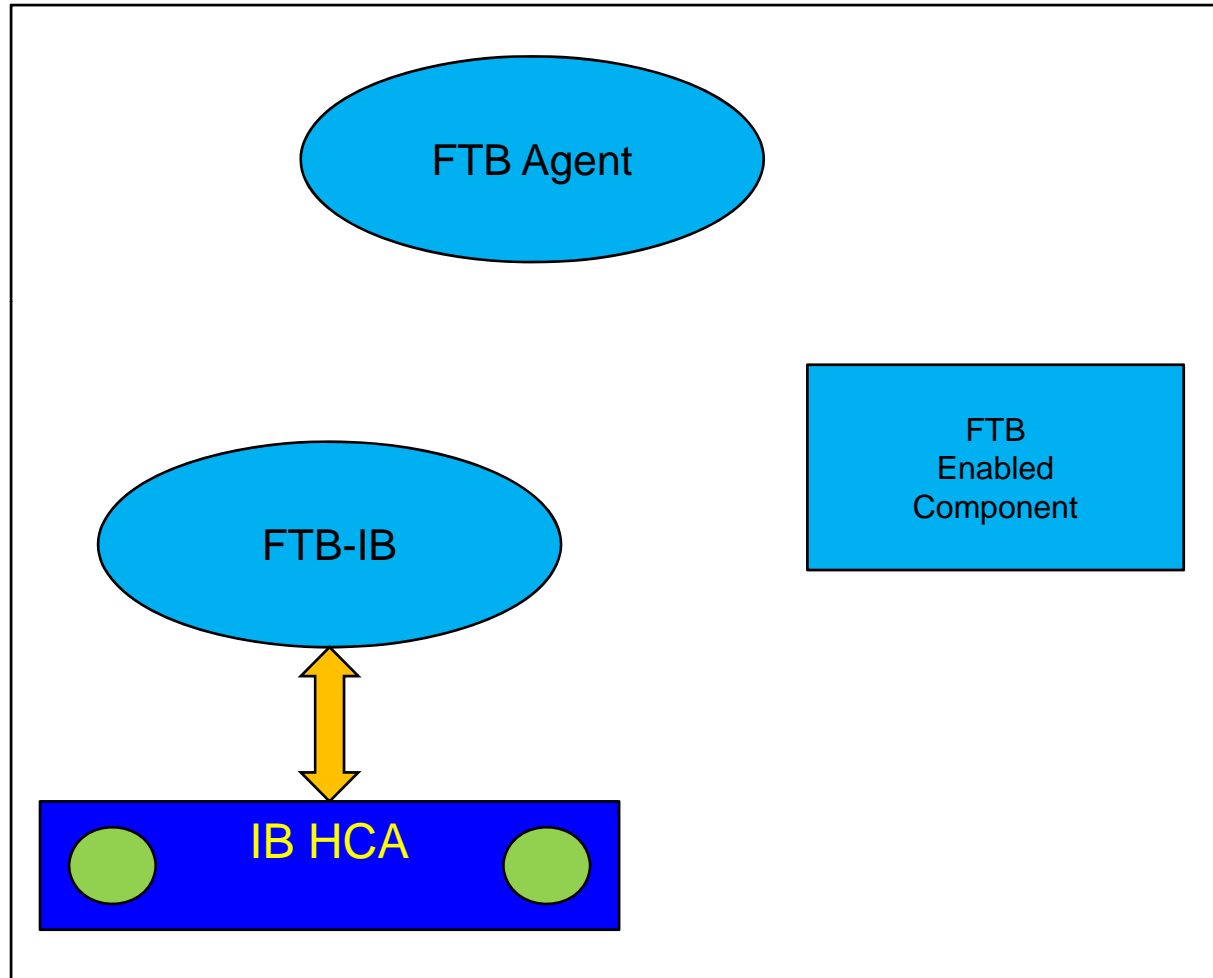 FTB Agent
FTB
Enabled
Component
FTB-IB
IB HCA